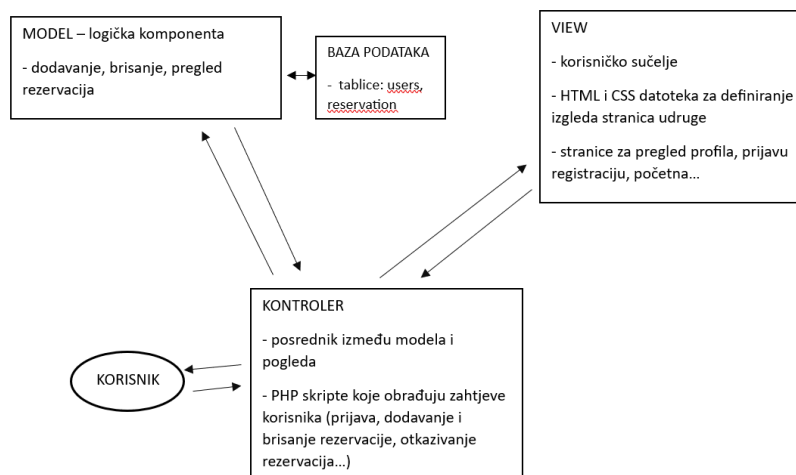 MODEL – logička komponenta
- dodavanje, brisanje, pregled
rezervacija
BAZA PODATAKA
- tablice: users,
reservation
VIEW
- korisničko sučelje
- HTML i CSS datoteka za definiranje
izgleda stranica udruge
- stranice za pregled profila, prijavu
registraciju, početna...
KONTROLER
- posrednik između modela i
pogleda
- PHP skripte koje obrađuju zahtjeve
korisnika (prijava, dodavanje i
brisanje rezervacije, otkazivanje
rezervacija...)
KORISNIK